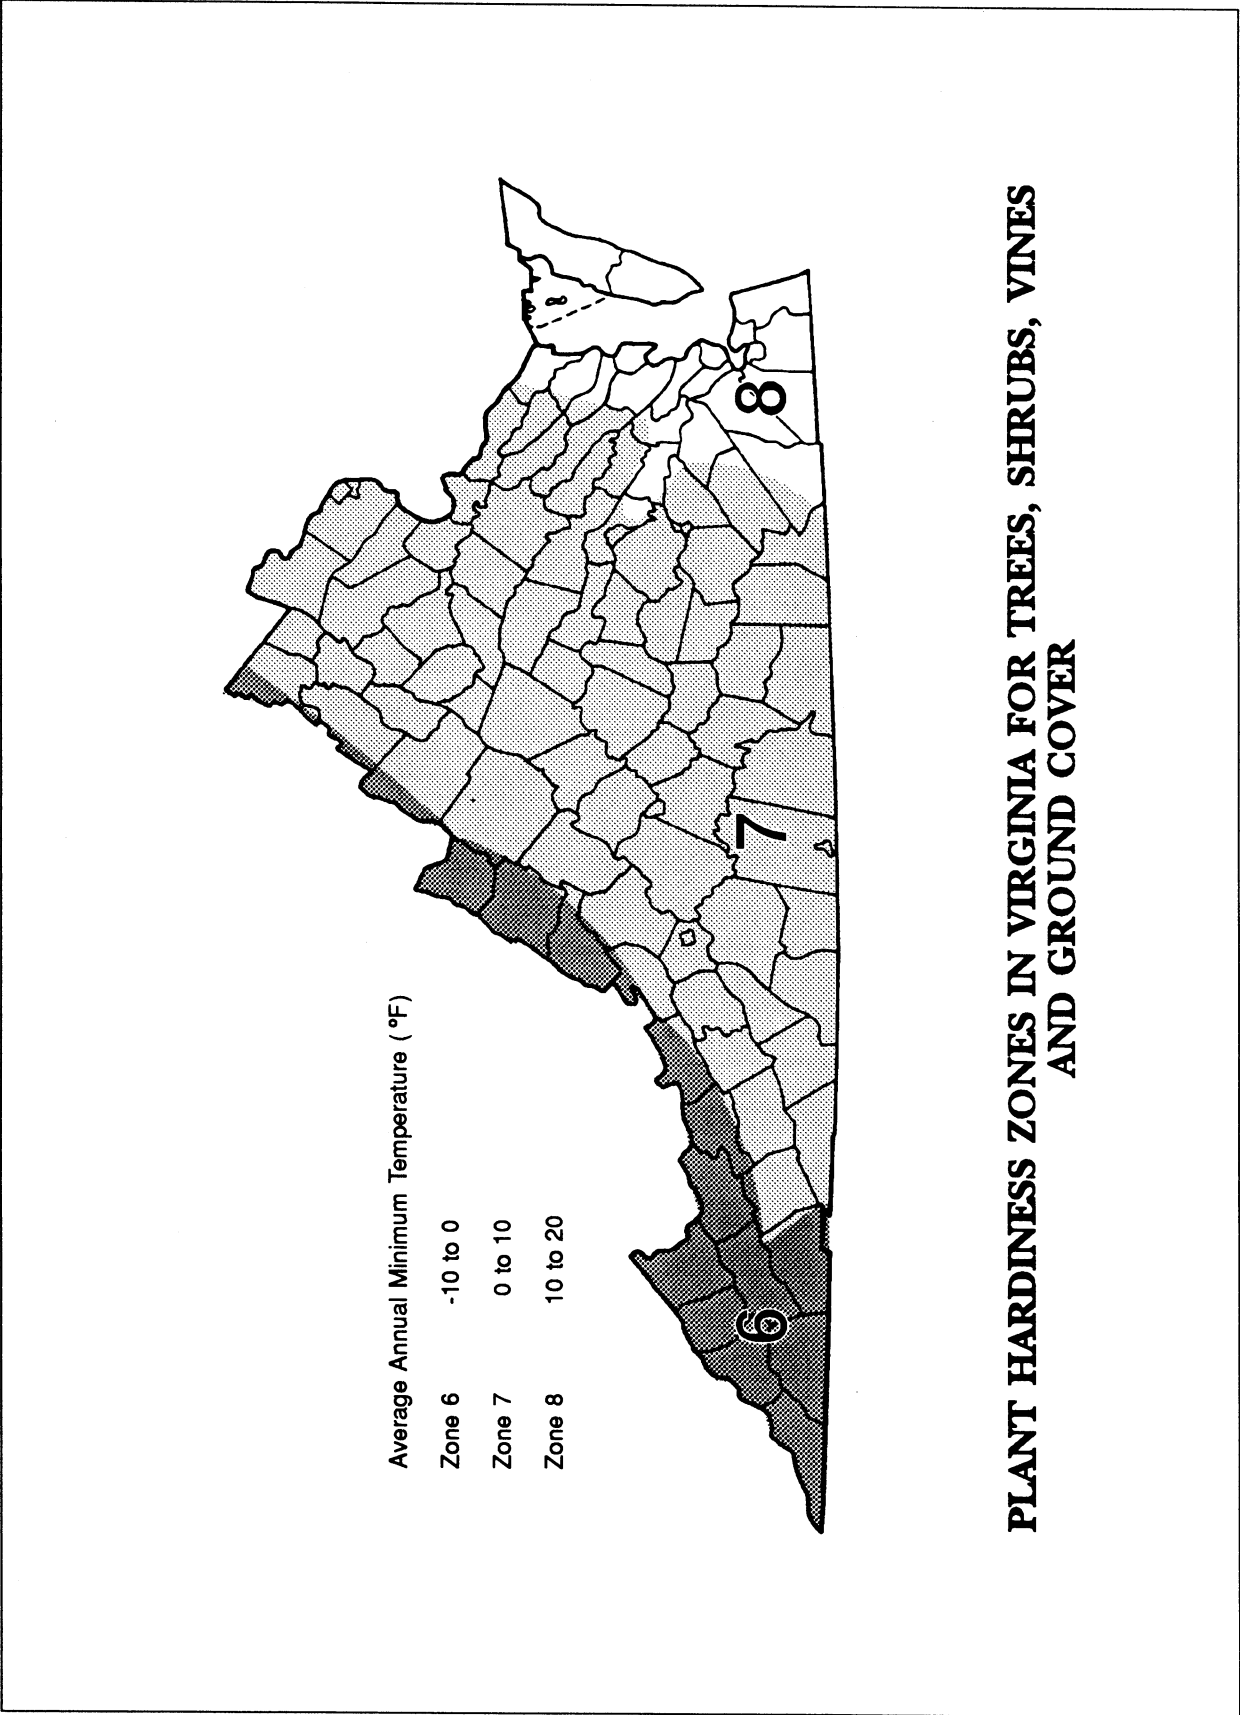 Average Annual Minimum Temperature ( °F)
Zone 6 -10 to 0
Zone 7 0 to 10
Zone 8 10 to 20
6
7
8
PLANT HARDINESS ZONES IN VIRGINIA FOR TREES, SHRUBS, VINES
AND GROUND COVER